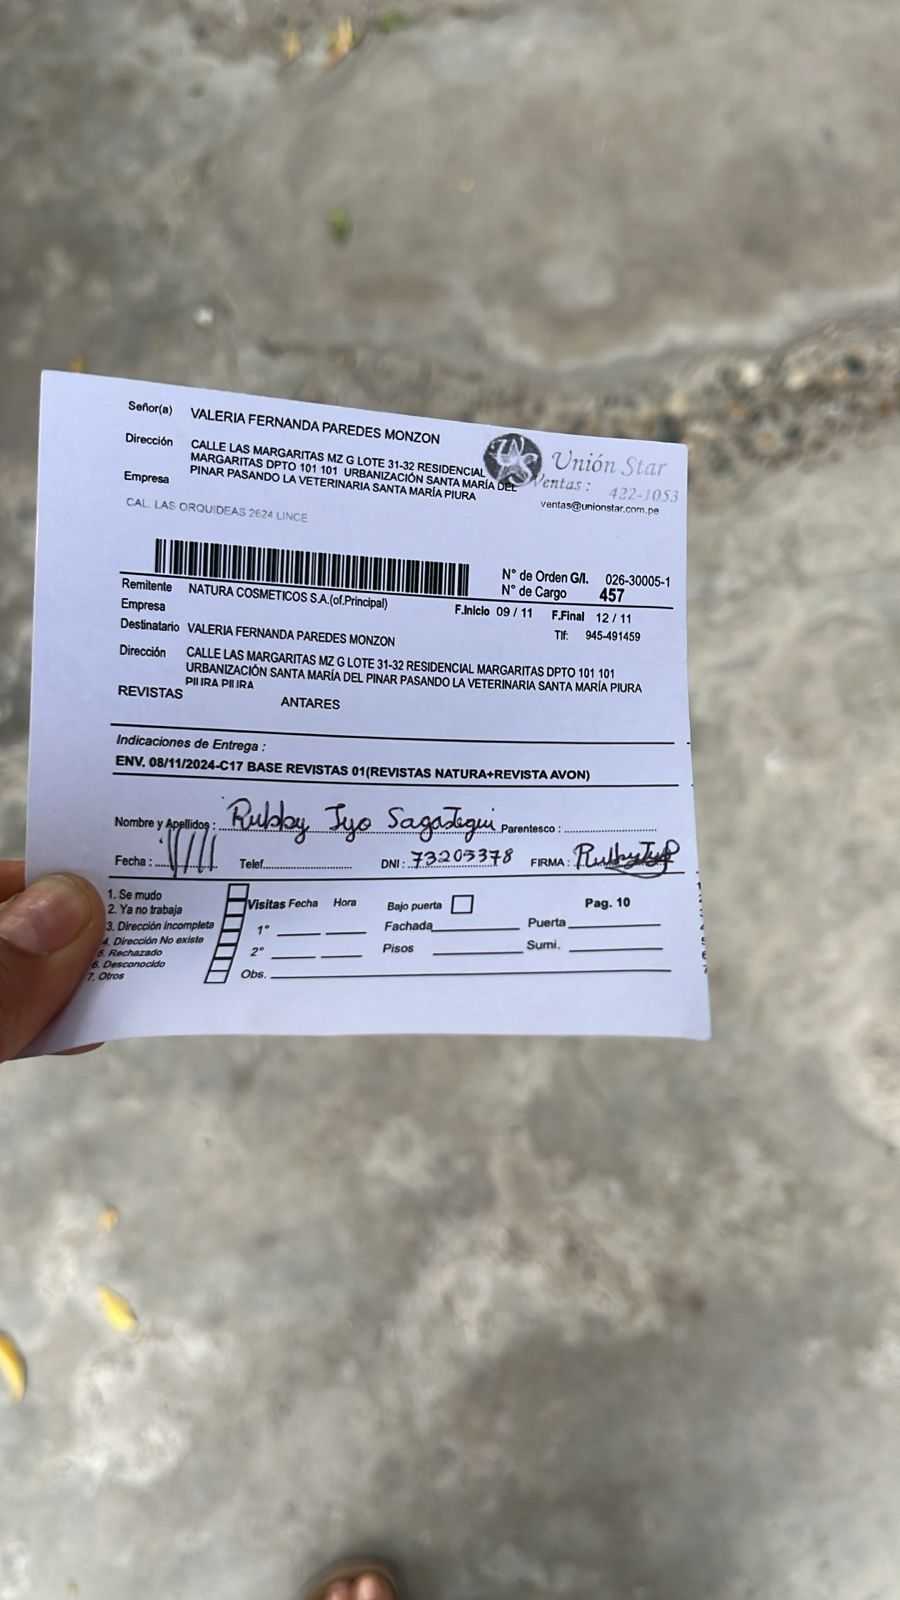 Señor(a) VALERIA FERNANDA PAREDES MONZON
Dirección CALLE LAS MARGARITAS MZ G LOTE 31-32 RESIDENCIAL
MARGARITAS DPTO 101 101 URBANIZACIÓN SANTA MARÍA DEL
Empresa PINAR PASANDO LA VETERINARIA SANTA MARÍA PIURA
CAL. LAS ORQUIDEAS 2624 LINCE
Unión Star
Ventas : 422-1053
ventas@unionstar.com.pe
N° de Orden G/I. 026-30005-1
N° de Cargo 457
Remitente NATURA COSMETICOS S.A.(of.Principal)
Empresa
F.Inicio 09 / 11 F.Final 12 / 11
Destinatario VALERIA FERNANDA PAREDES MONZON
Tlf: 945-491459
Dirección CALLE LAS MARGARITAS MZ G LOTE 31-32 RESIDENCIAL MARGARITAS DPTO 101 101
URBANIZACIÓN SANTA MARÍA DEL PINAR PASANDO LA VETERINARIA SANTA MARÍA PIURA
PIURA PIURA
REVISTAS ANTARES
Indicaciones de Entrega :
ENV. 08/11/2024-C17 BASE REVISTAS 01(REVISTAS NATURA+REVISTA AVON)
Nombre y Apellidos : Rubby Jyo Sagastegui Parentesco :
Fecha : Telef. DNI : 73203378 FIRMA :
1. Se mudo
2. Ya no trabaja
3. Dirección incompleta
4. Dirección No existe
5. Rechazado
6. Desconocido
7. Otros
Visitas Fecha Hora Bajo puerta Pag. 10
1° Fachada Puerta
2° Pisos Sumi.
Obs.